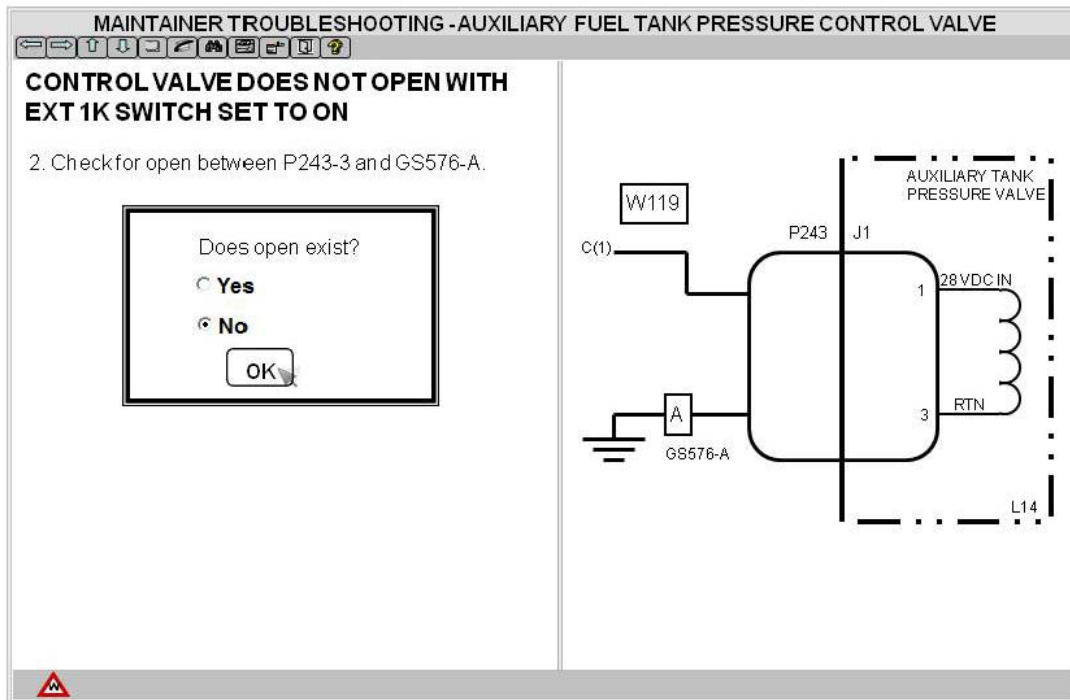 MAINTAINER TROUBLESHOOTING - AUXILIARY FUEL TANK PRESSURE CONTROL VALVE
CONTROL VALVE DOES NOT OPEN WITH
EXT 1K SWITCH SET TO ON
2. Check for open between P243-3 and GS576-A.
Does open exist?
Yes
No
OK
AUXILIARY TANK
PRESSURE VALVE
W119
P243 J1
C(1)
1 28 VDC IN
A 3 RTN
GS576-A
L14
W